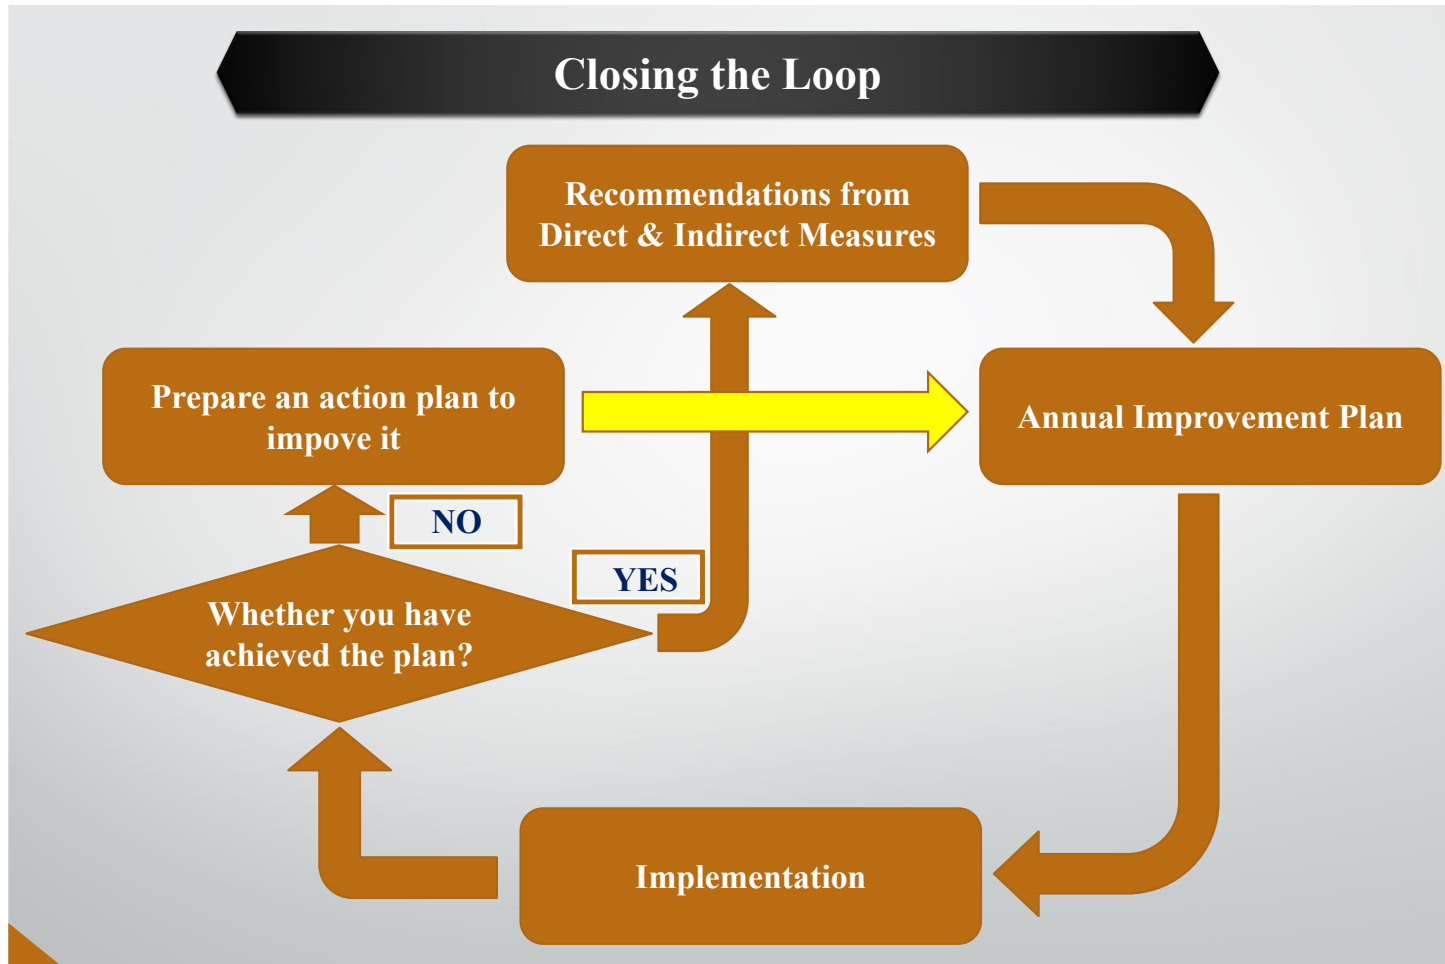 Closing the Loop
Recommendations from
Direct & Indirect Measures
Prepare an action plan to
impove it
Annual Improvement Plan
NO
YES
Whether you have
achieved the plan?
Implementation